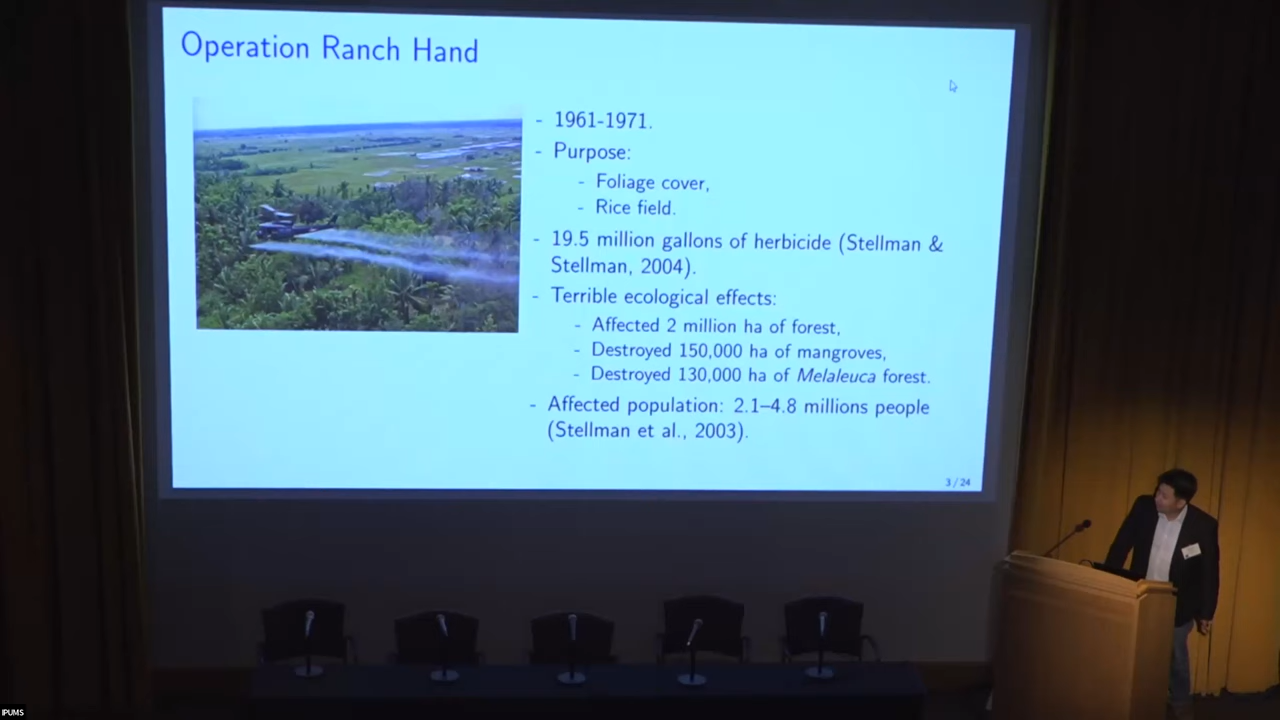 Operation Ranch Hand
- 1961-1971.
- Purpose:
- Foliage cover,
- Rice field.
- 19.5 million gallons of herbicide (Stellman &
Stellman, 2004).
- Terrible ecological effects:
- Affected 2 million ha of forest,
- Destroyed 150,000 ha of mangroves,
- Destroyed 130,000 ha of Melaleuca forest.
- Affected population: 2.1–4.8 millions people
(Stellman et al., 2003).
3 / 24
IPUMS